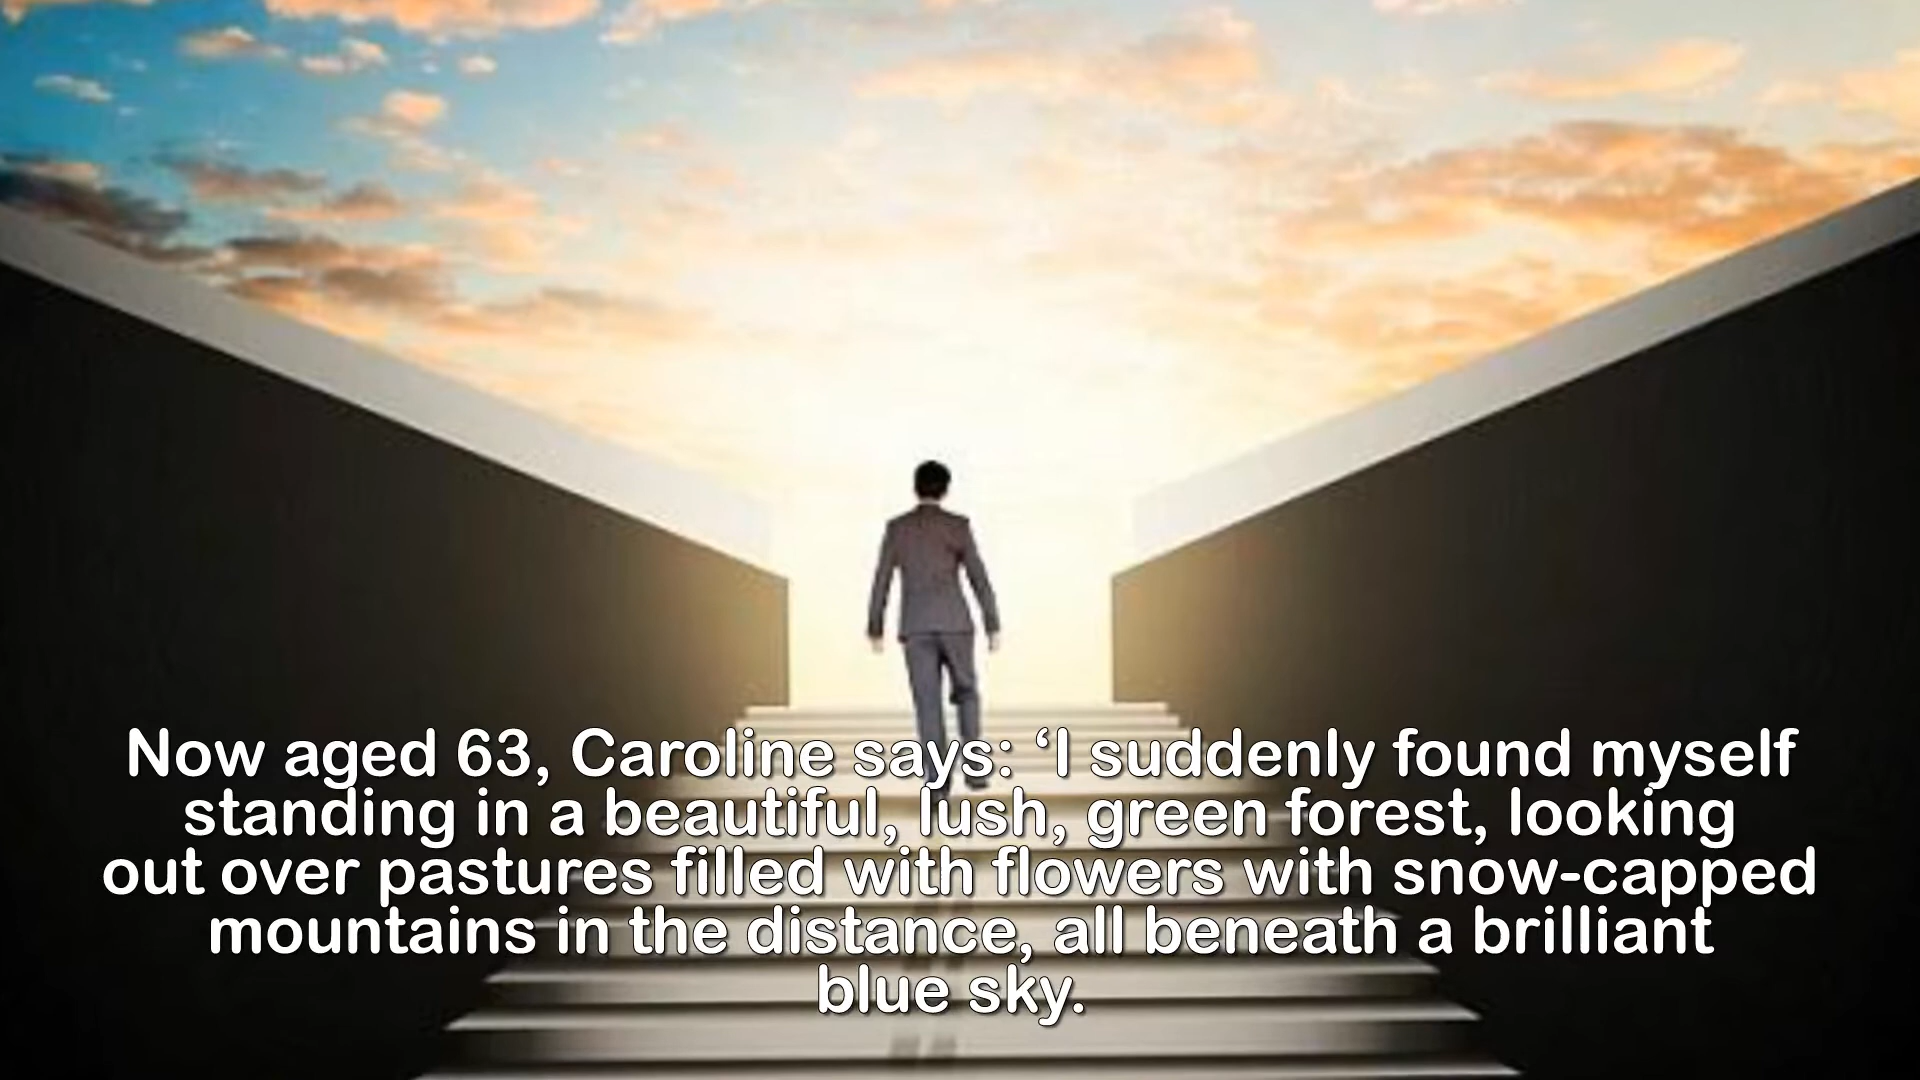 Now aged 63, Caroline says: ‘I suddenly found myself
standing in a beautiful, lush, green forest, looking
out over pastures filled with flowers with snow-capped
mountains in the distance, all beneath a brilliant
blue sky.